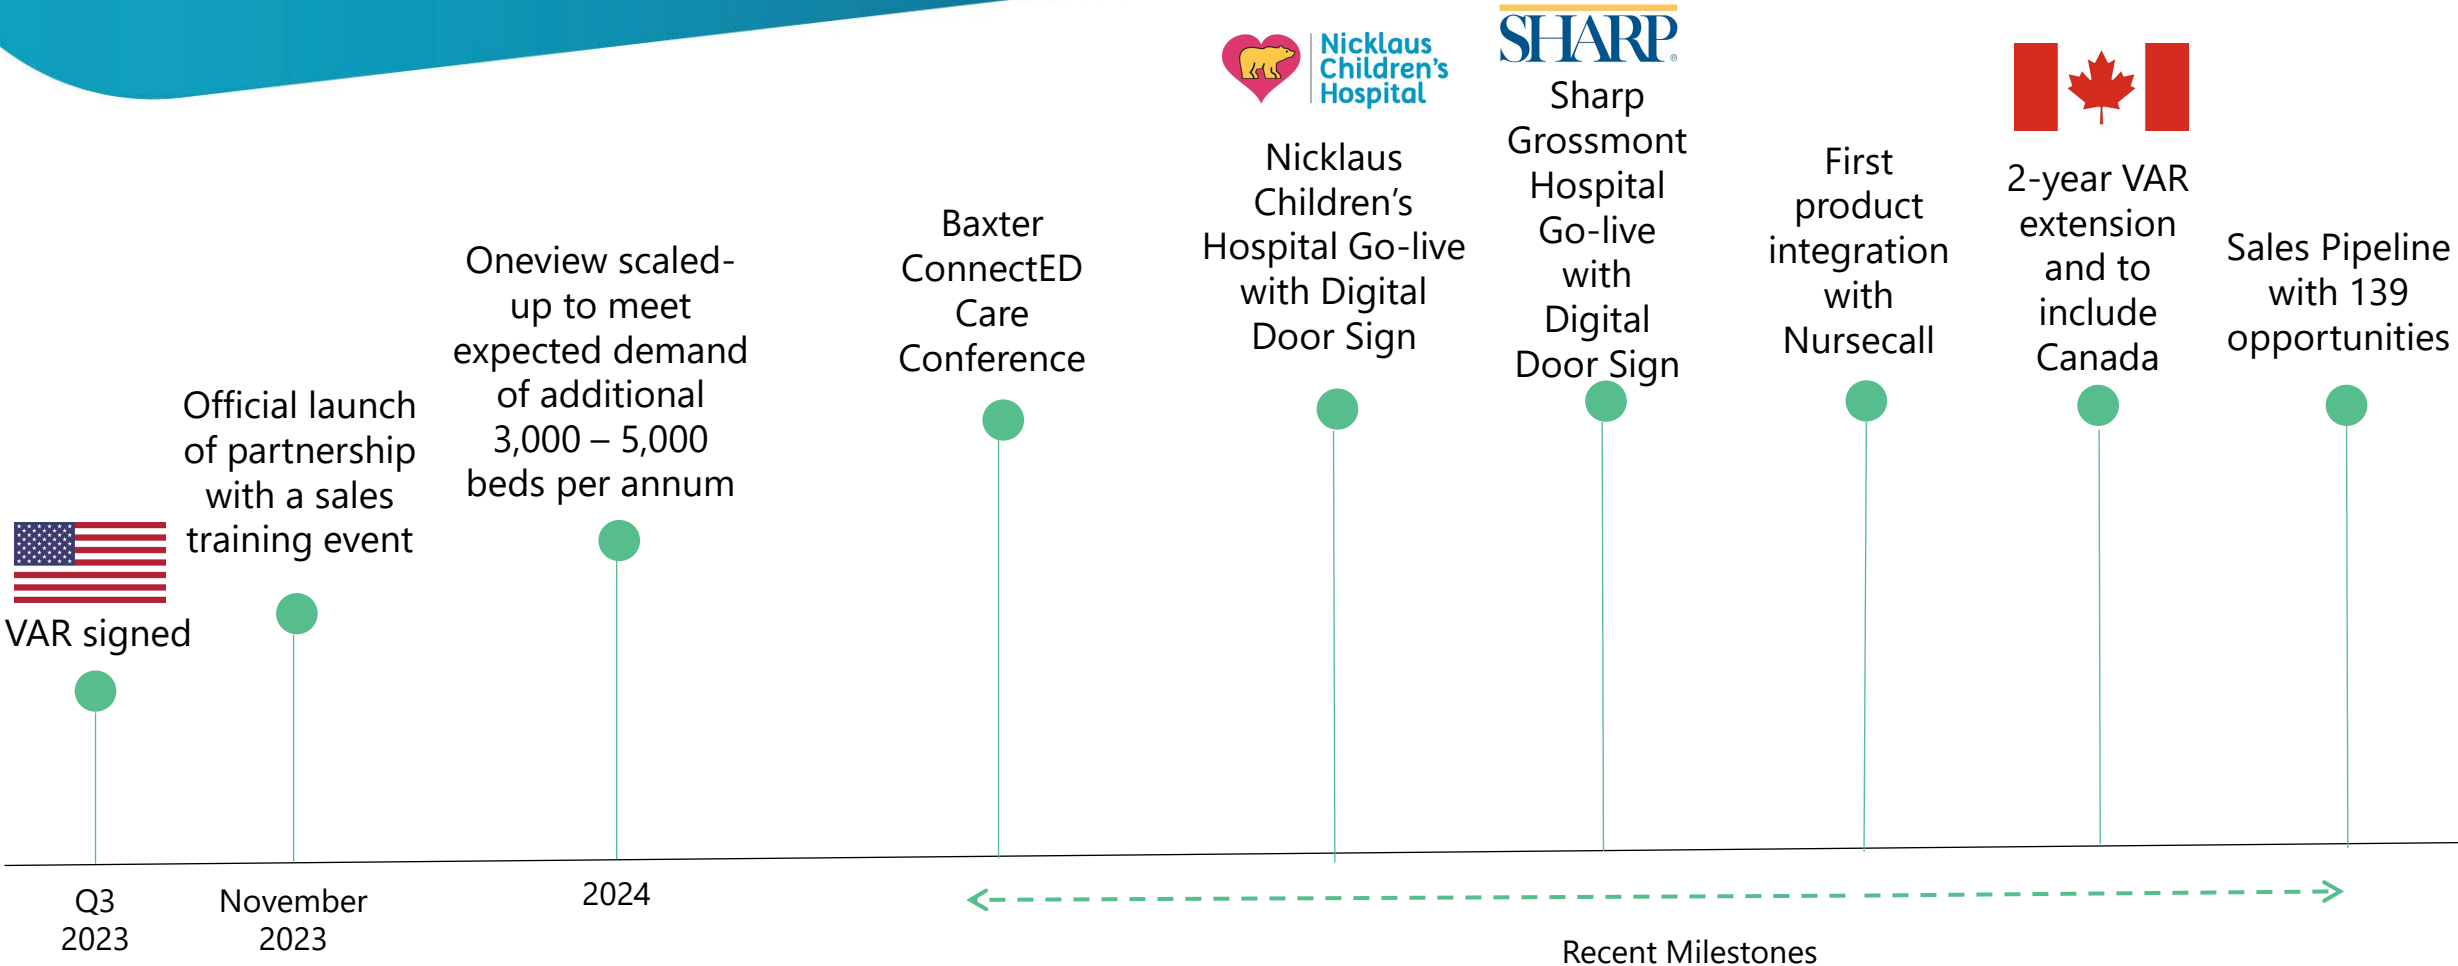 VAR signed
Official launch
of partnership
with a sales
training event
Oneview scaled-
up to meet
expected demand
of additional
3,000 – 5,000
beds per annum
Baxter
ConnectED
Care
Conference
Nicklaus
Children's
Hospital
Nicklaus
Children’s
Hospital Go-live
with Digital
Door Sign
SHARP®
Sharp
Grossmont
Hospital
Go-live
with
Digital
Door Sign
First
product
integration
with
Nursecall
2-year VAR
extension
and to
include
Canada
Sales Pipeline
with 139
opportunities
Q3
2023
November
2023
2024
Recent Milestones